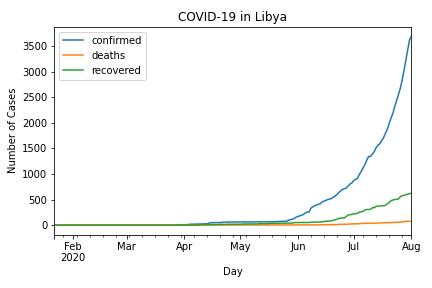 COVID-19 in Libya
confirmed
deaths
recovered
Number of Cases
3500
3000
2500
2000
1500
1000
500
0
Feb Mar Apr May Jun Jul Aug
2020
Day